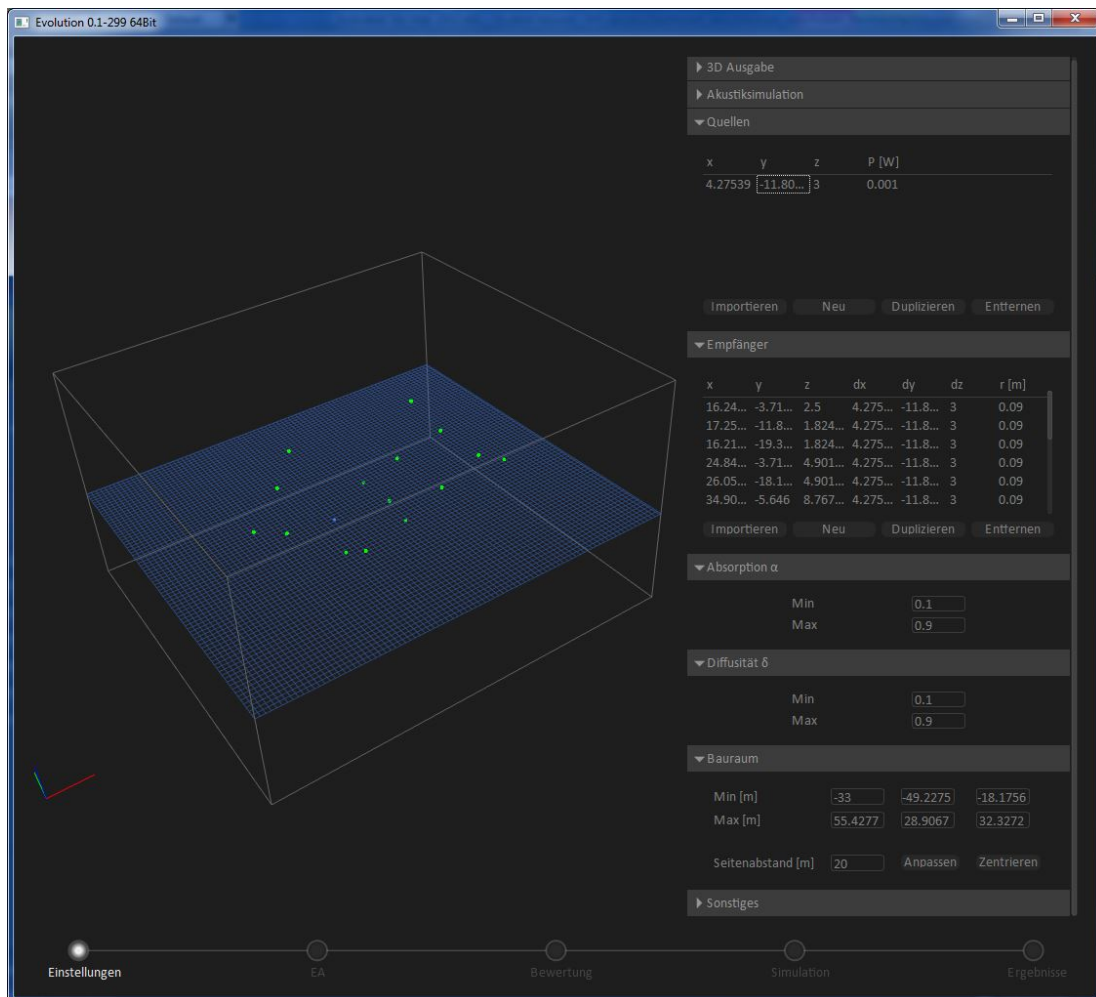 Evolution 0.1-299 64Bit
3D Ausgabe
Akustiksimulation
Quellen
x y z P [W]
4.27539 -11.80... 3 0.001
Importieren Neu Duplizieren Entfernen
Empfänger
x y z dx dy dz r [m]
16.24... -3.71... 2.5 4.275... -11.8... 3 0.09
17.25... -11.8... 1.824... 4.275... -11.8... 3 0.09
16.21... -19.3... 1.824... 4.275... -11.8... 3 0.09
24.84... -3.71... 4.901... 4.275... -11.8... 3 0.09
26.05... -18.1... 4.901... 4.275... -11.8... 3 0.09
34.90... -5.646 8.767... 4.275... -11.8... 3 0.09
Importieren Neu Duplizieren Entfernen
Absorption α
Min 0.1
Max 0.9
Diffusität δ
Min 0.1
Max 0.9
Bauraum
Min [m] -33 -49.2275 -18.1756
Max [m] 55.4277 28.9067 32.3272
Seitenabstand [m] 20 Anpassen Zentrieren
Sonstiges
Einstellungen EA Bewertung Simulation Ergebnisse